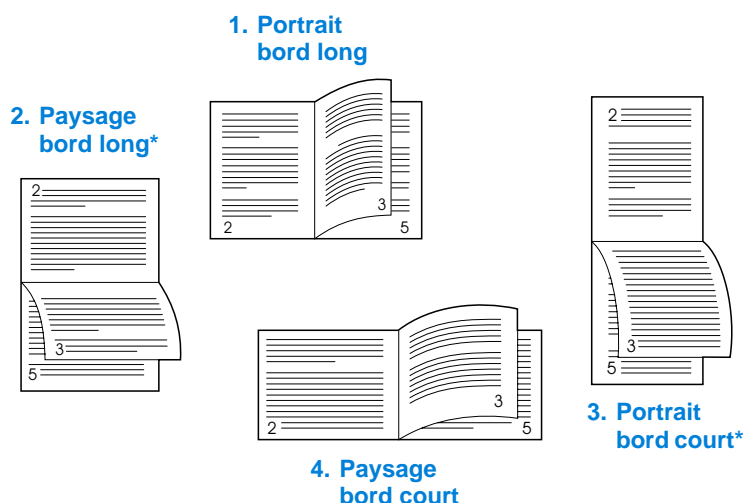 1. Portrait
bord long
2. Paysage
bord long*
2
3
5
2
3
5
2
3
5
2
3
5
3. Portrait
bord court*
4. Paysage
bord court